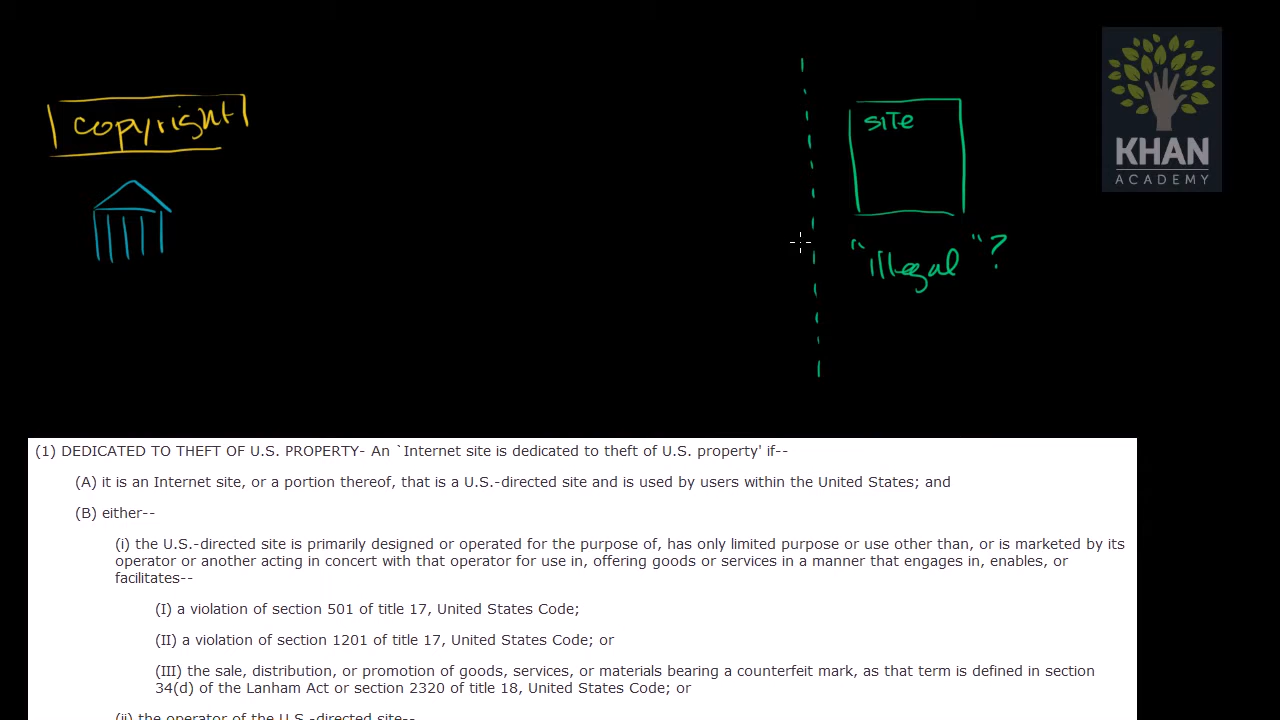 copyright
SITE
"illegal"?
KHAN
ACADEMY
(1) DEDICATED TO THEFT OF U.S. PROPERTY- An `Internet site is dedicated to theft of U.S. property' if--
(A) it is an Internet site, or a portion thereof, that is a U.S.-directed site and is used by users within the United States; and
(B) either--
(i) the U.S.-directed site is primarily designed or operated for the purpose of, has only limited purpose or use other than, or is marketed by its
operator or another acting in concert with that operator for use in, offering goods or services in a manner that engages in, enables, or
facilitates--
(I) a violation of section 501 of title 17, United States Code;
(II) a violation of section 1201 of title 17, United States Code; or
(III) the sale, distribution, or promotion of goods, services, or materials bearing a counterfeit mark, as that term is defined in section
34(d) of the Lanham Act or section 2320 of title 18, United States Code; or
(ii) the operator of the U.S.-directed site--